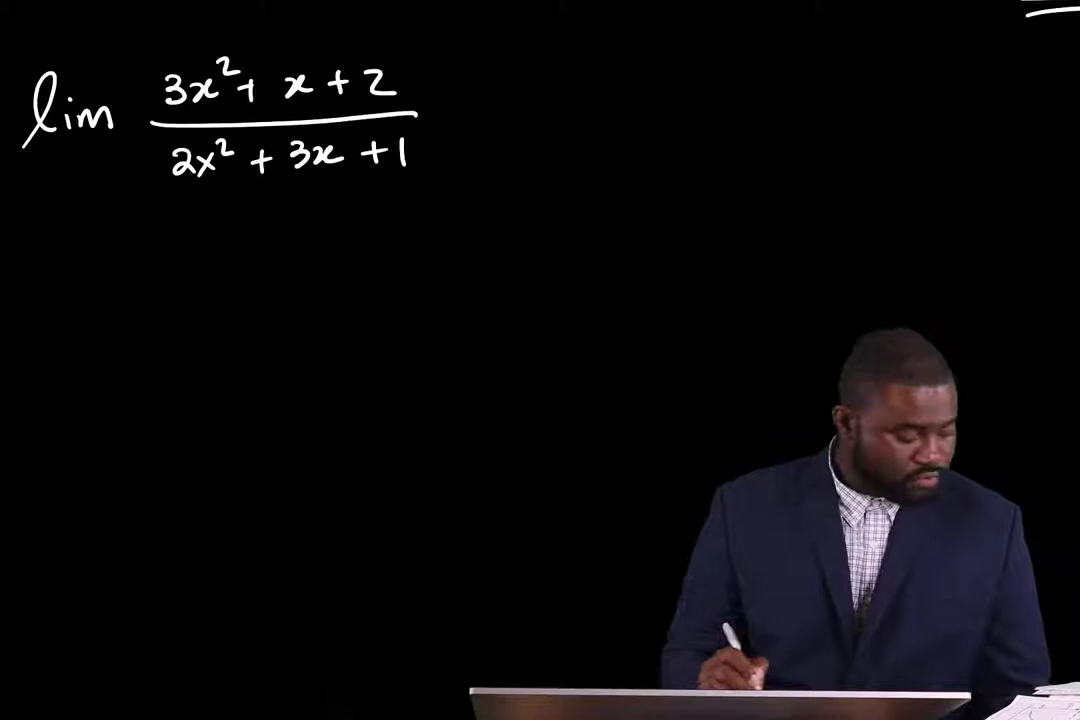 lim (3x² + x + 2) / (2x² + 3x + 1)